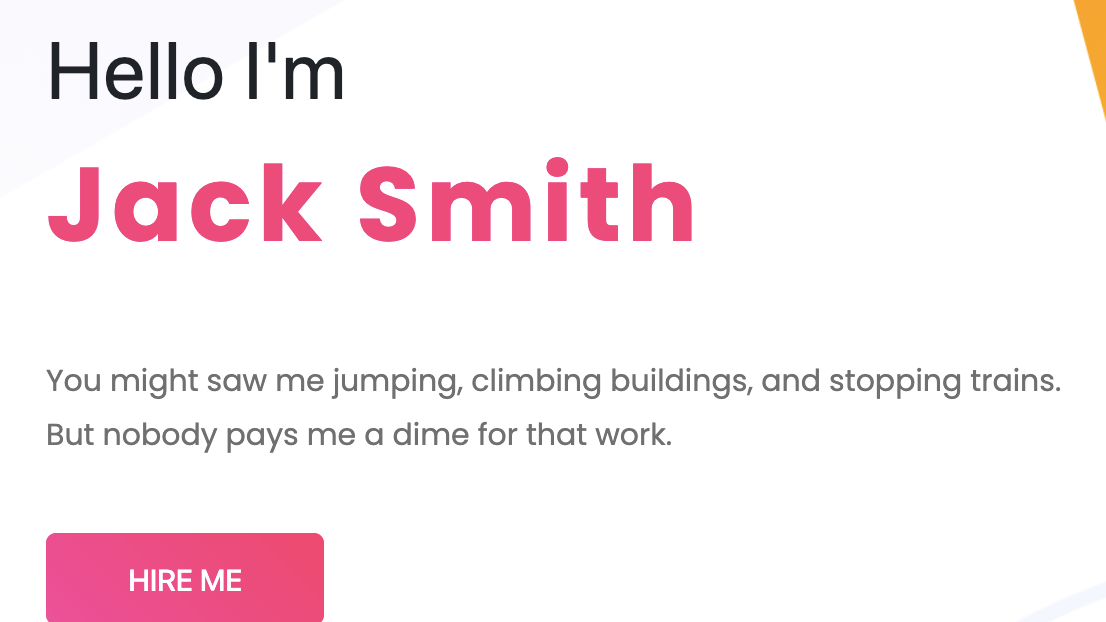 Hello I'm
Jack Smith
You might saw me jumping, climbing buildings, and stopping trains.
But nobody pays me a dime for that work.
HIRE ME